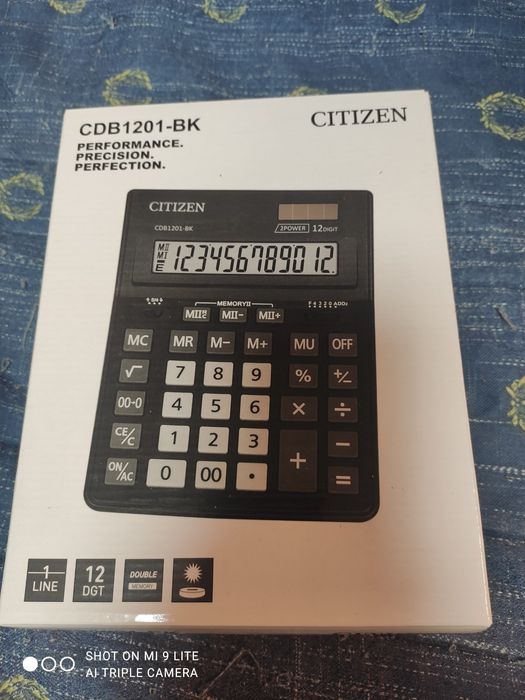 CDB1201-BK
CITIZEN
PERFORMANCE.
PRECISION.
PERFECTION.
CITIZEN
CDB1201-BK
2POWER 12DIGIT
MII
MI
E
123456789012.
MEMORYII
MII MII− MII+
MC MR M− M+ MU OFF
√ 7 8 9 % +/−
00→0 4 5 6 × ÷
CE/C 1 2 3 + −
ON/AC 0 00 · =
1 LINE
12 DGT
DOUBLE MEMORY
SHOT ON MI 9 LITE
AI TRIPLE CAMERA